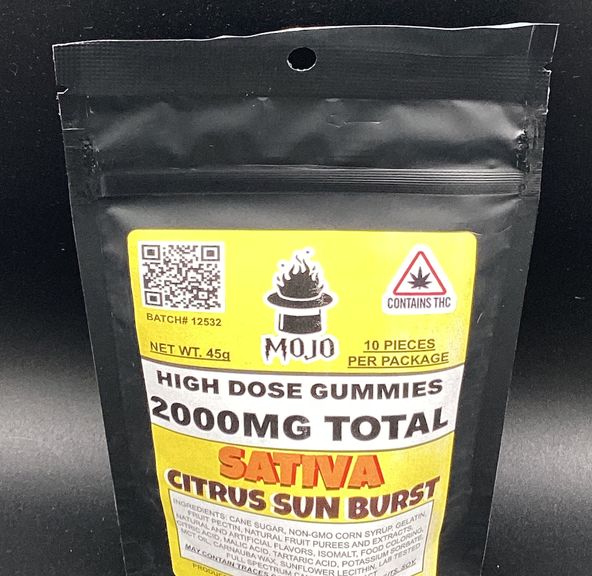 CONTAINS THC
BATCH# 12532
NET WT. 45g
MOJO
10 PIECES
PER PACKAGE
HIGH DOSE GUMMIES
2000MG TOTAL
SATIVA
CITRUS SUN BURST
INGREDIENTS: CANE SUGAR, NON-GMO CORN SYRUP, GELATIN,
FRUIT PECTIN, NATURAL FRUIT PUREES AND EXTRACTS,
NATURAL AND ARTIFICIAL FLAVORS, ISOMALT, FOOD COLORING,
CITRIC ACID, MALIC ACID, TARTARIC ACID, POTASSIUM SORBATE,
MCT OIL, CARNAUBA WAX, SUNFLOWER LECITHIN, LAB TESTED
FULL SPECTRUM
MAY CONTAIN TRACES SOY